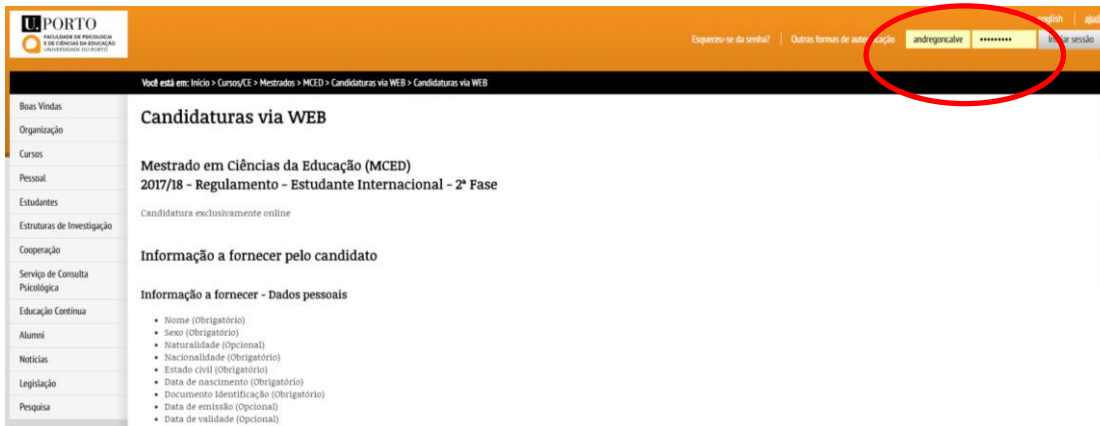 U.PORTO
FACULDADE DE PSICOLOGIA
E DE CIÊNCIAS DA EDUCAÇÃO
UNIVERSIDADE DO PORTO
english | ajuda
Esqueceu-se da senha? | Outras formas de autenticação andregoncalve ••••••••• Iniciar sessão
Você está em: Início > Cursos/CE > Mestrados > MCED > Candidaturas via WEB > Candidaturas via WEB
Boas Vindas
Organização
Cursos
Pessoal
Estudantes
Estruturas de Investigação
Cooperação
Serviço de Consulta
Psicológica
Educação Contínua
Alumni
Notícias
Legislação
Pesquisa
Candidaturas via WEB
Mestrado em Ciências da Educação (MCED)
2017/18 - Regulamento - Estudante Internacional - 2ª Fase
Candidatura exclusivamente online
Informação a fornecer pelo candidato
Informação a fornecer - Dados pessoais
• Nome (Obrigatório)
• Sexo (Obrigatório)
• Naturalidade (Opcional)
• Nacionalidade (Obrigatório)
• Estado civil (Obrigatório)
• Data de nascimento (Obrigatório)
• Documento Identificação (Obrigatório)
• Data de emissão (Opcional)
• Data de validade (Opcional)